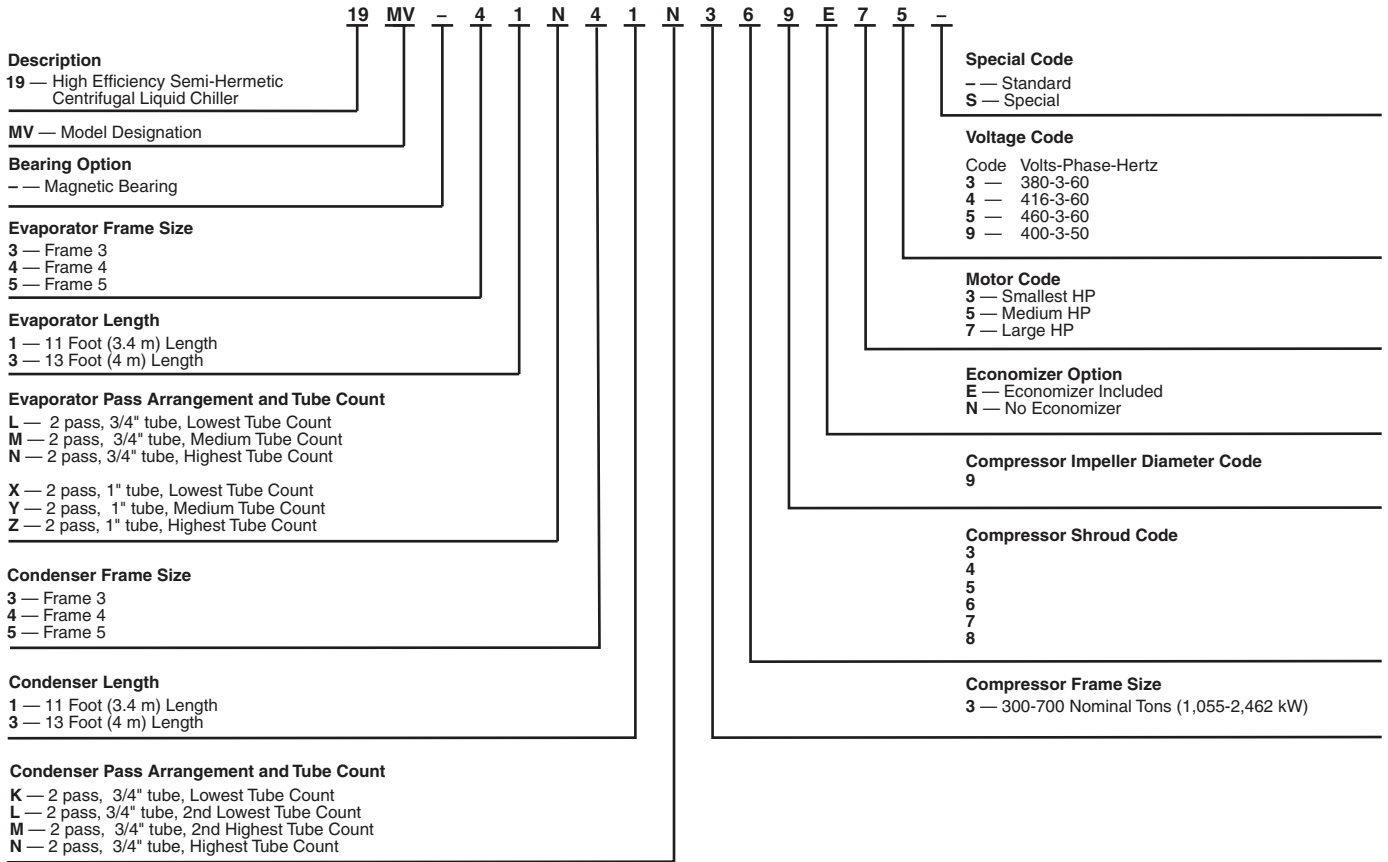 19 MV – 4 1 N 4 1 N 3 6 9 E 7 5 –
Description
19 — High Efficiency Semi-Hermetic
Centrifugal Liquid Chiller
MV — Model Designation
Bearing Option
– — Magnetic Bearing
Evaporator Frame Size
3 — Frame 3
4 — Frame 4
5 — Frame 5
Evaporator Length
1 — 11 Foot (3.4 m) Length
3 — 13 Foot (4 m) Length
Evaporator Pass Arrangement and Tube Count
L — 2 pass, 3/4" tube, Lowest Tube Count
M — 2 pass, 3/4" tube, Medium Tube Count
N — 2 pass, 3/4" tube, Highest Tube Count
X — 2 pass, 1" tube, Lowest Tube Count
Y — 2 pass, 1" tube, Medium Tube Count
Z — 2 pass, 1" tube, Highest Tube Count
Condenser Frame Size
3 — Frame 3
4 — Frame 4
5 — Frame 5
Condenser Length
1 — 11 Foot (3.4 m) Length
3 — 13 Foot (4 m) Length
Condenser Pass Arrangement and Tube Count
K — 2 pass, 3/4" tube, Lowest Tube Count
L — 2 pass, 3/4" tube, 2nd Lowest Tube Count
M — 2 pass, 3/4" tube, 2nd Highest Tube Count
N — 2 pass, 3/4" tube, Highest Tube Count
Special Code
– — Standard
S — Special
Voltage Code
Code Volts-Phase-Hertz
3 — 380-3-60
4 — 416-3-60
5 — 460-3-60
9 — 400-3-50
Motor Code
3 — Smallest HP
5 — Medium HP
7 — Large HP
Economizer Option
E — Economizer Included
N — No Economizer
Compressor Impeller Diameter Code
9
Compressor Shroud Code
3
4
5
6
7
8
Compressor Frame Size
3 — 300-700 Nominal Tons (1,055-2,462 kW)